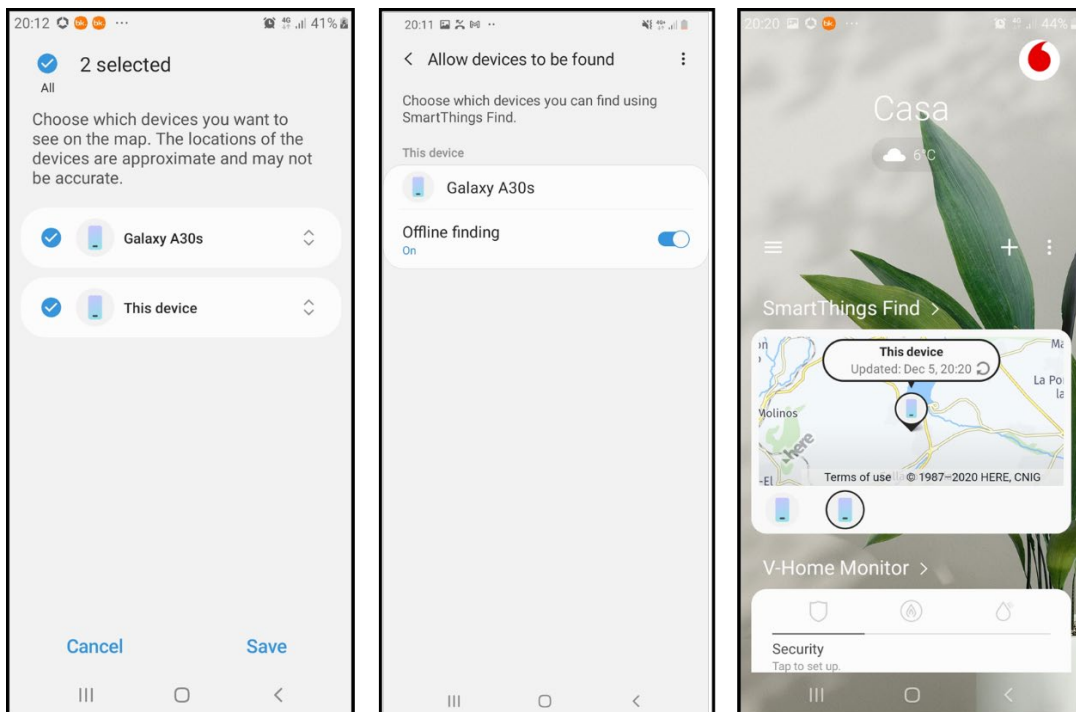 20:12 41%
2 selected
All
Choose which devices you want to
see on the map. The locations of the
devices are approximate and may not
be accurate.
Galaxy A30s
This device
Cancel
Save
20:11
Allow devices to be found
Choose which devices you can find using
SmartThings Find.
This device
Galaxy A30s
Offline finding
On
20:20 44%
Casa
6°C
SmartThings Find >
This device
Updated: Dec 5, 20:20
La Po
la
Molinos
here
-El
Terms of use © 1987–2020 HERE, CNIG
V-Home Monitor >
Security
Tap to set up.